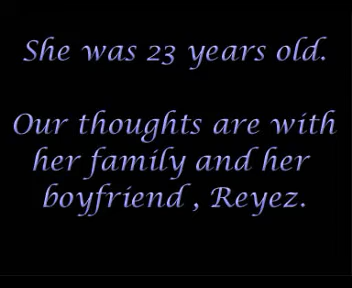 She was 23 years old.
Our thoughts are with
her family and her
boyfriend , Reyez.